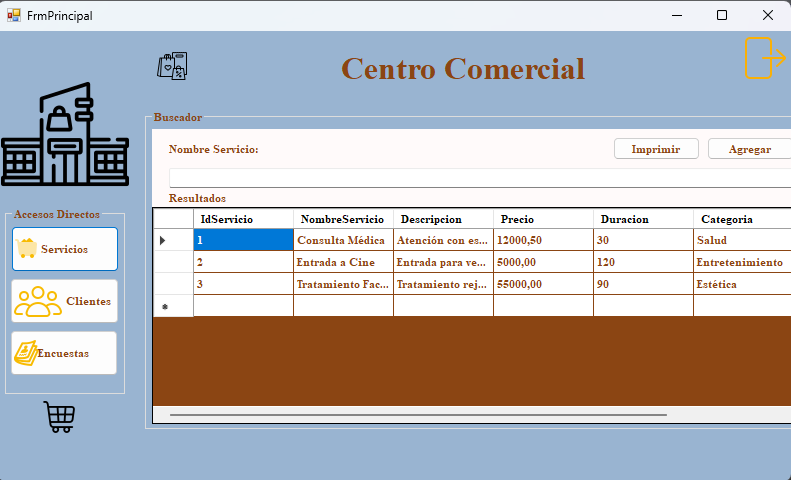 FrmPrincipal
Centro Comercial
Buscador
Nombre Servicio:
Imprimir
Agregar
Resultados
IdServicio NombreServicio Descripcion Precio Duracion Categoria
1 Consulta Médica Atención con es... 12000,50 30 Salud
2 Entrada a Cine Entrada para ve... 5000,00 120 Entretenimiento
3 Tratamiento Fac... Tratamiento rej... 55000,00 90 Estética
Accesos Directos
Servicios
Clientes
Encuestas